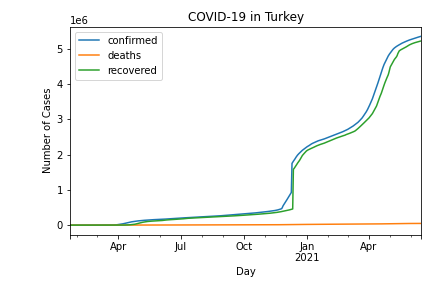 COVID-19 in Turkey
1e6
confirmed
deaths
recovered
Number of Cases
5
4
3
2
1
0
Apr Jul Oct Jan Apr
2021
Day